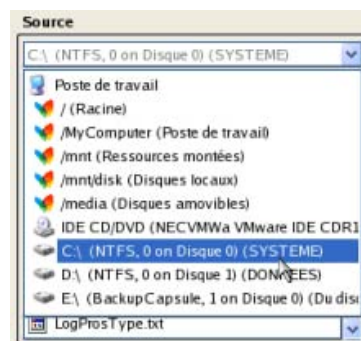 Source
C:\ (NTFS, 0 on Disque 0) (SYSTEME)
Poste de travail
/ (Racine)
/MyComputer (Poste de travail)
/mnt (Ressources montées)
/mnt/disk (Disques locaux)
/media (Disques amovibles)
IDE CD/DVD (NECVMWa VMware IDE CDR1
C:\ (NTFS, 0 on Disque 0) (SYSTEME)
D:\ (NTFS, 0 on Disque 1) (DONNEES)
E:\ (BackupCapsule, 1 on Disque 0) (Du disc
LogProsType.txt